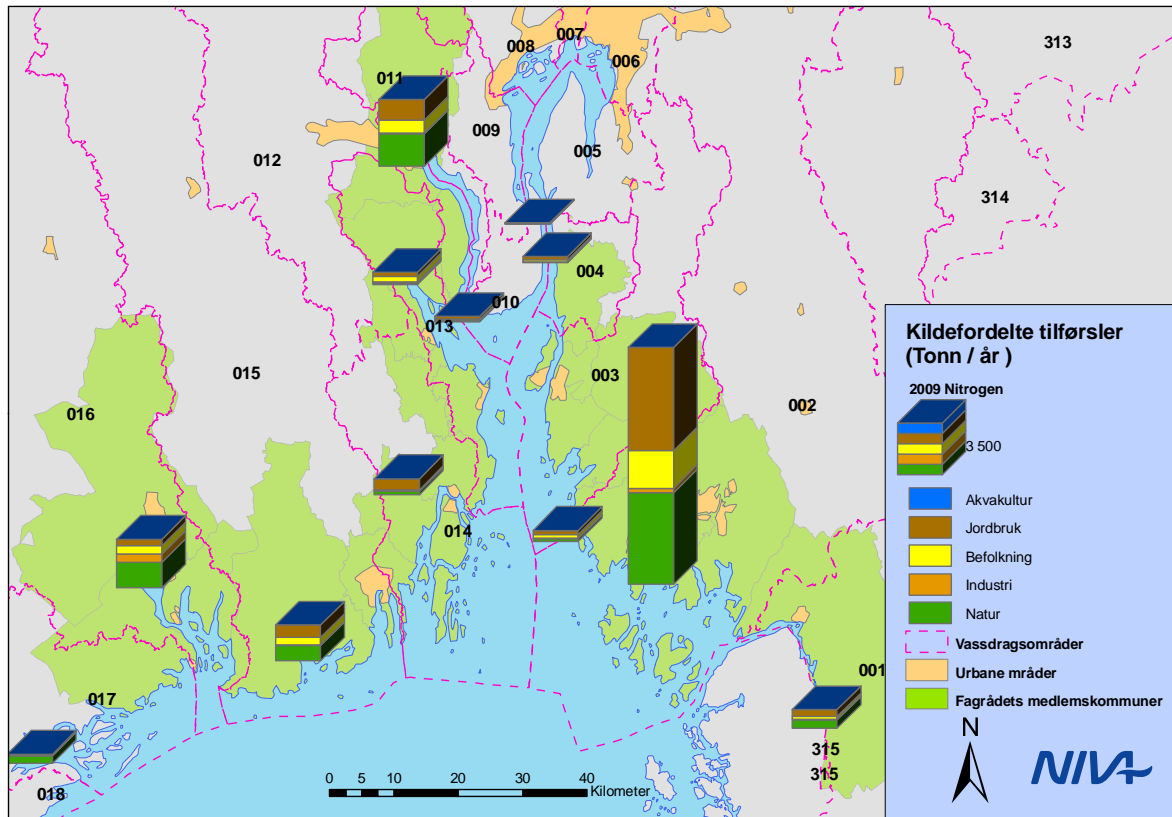 007
008
006
313
011
009
012
005
314
004
010
013
003
015
002
016
014
001
017
315
315
018
0 5 10 20 30 40
Kilometer
Kildefordelte tilførsler
(Tonn / år )
2009 Nitrogen
3 500
Akvakultur
Jordbruk
Befolkning
Industri
Natur
Vassdragsområder
Urbane mråder
Fagrådets medlemskommuner
N
NIVA